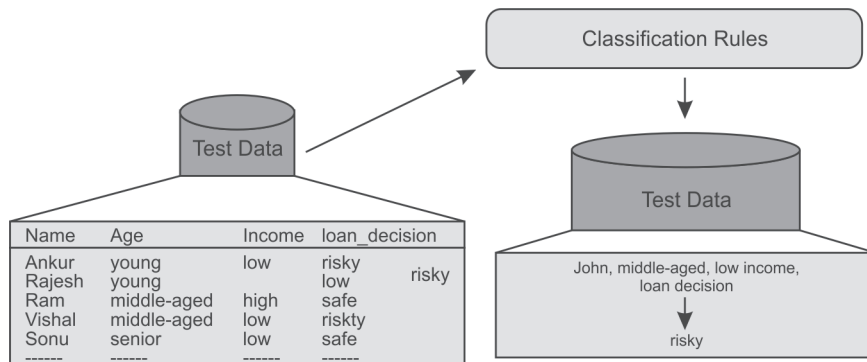 Classification Rules
Test Data
Name Age Income loan_decision
Ankur young low risky
Rajesh young low risky
Ram middle-aged high safe
Vishal middle-aged low riskty
Sonu senior low safe
------ ------ ------ ------
Test Data
John, middle-aged, low income,
loan decision
risky